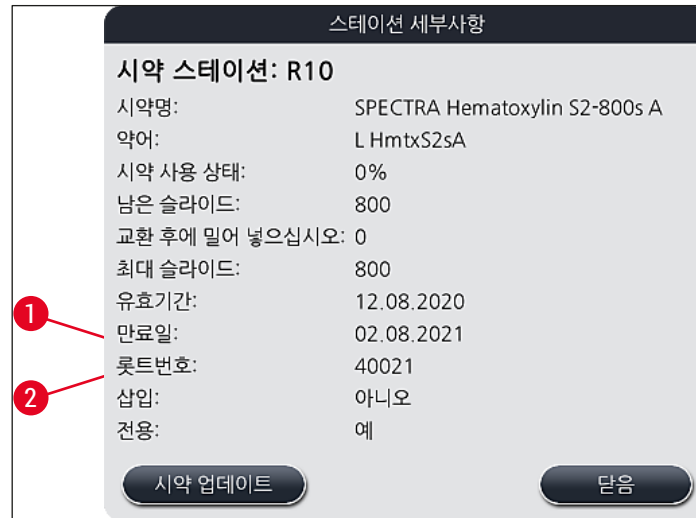 스테이션 세부사항
시약 스테이션: R10
시약명: SPECTRA Hematoxylin S2-800s A
약어: L HmtxS2sA
시약 사용 상태: 0%
남은 슬라이드: 800
교환 후에 밀어 넣으십시오: 0
최대 슬라이드: 800
유효기간: 12.08.2020
1
만료일: 02.08.2021
롯트번호: 40021
2
삽입: 아니오
전용: 예
시약 업데이트 닫음